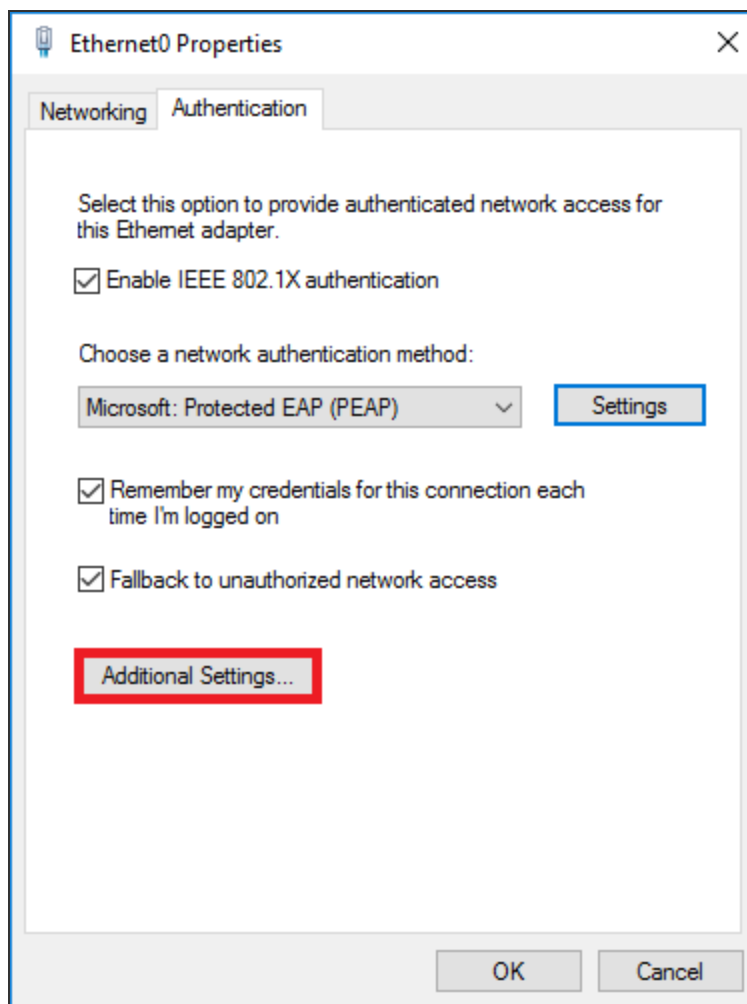 Ethernet0 Properties
Networking
Authentication
Select this option to provide authenticated network access for
this Ethernet adapter.
Enable IEEE 802.1X authentication
Choose a network authentication method:
Microsoft: Protected EAP (PEAP)
Settings
Remember my credentials for this connection each
time I'm logged on
Fallback to unauthorized network access
Additional Settings...
OK
Cancel